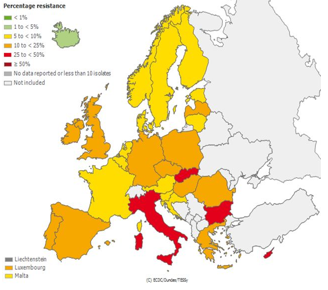 Percentage resistance
< 1%
1 to < 5%
5 to < 10%
10 to < 25%
25 to < 50%
≥ 50%
No data reported or less than 10 isolates
Not included
Liechtenstein
Luxembourg
Malta
(C) ECDC/Dundas/TESSy